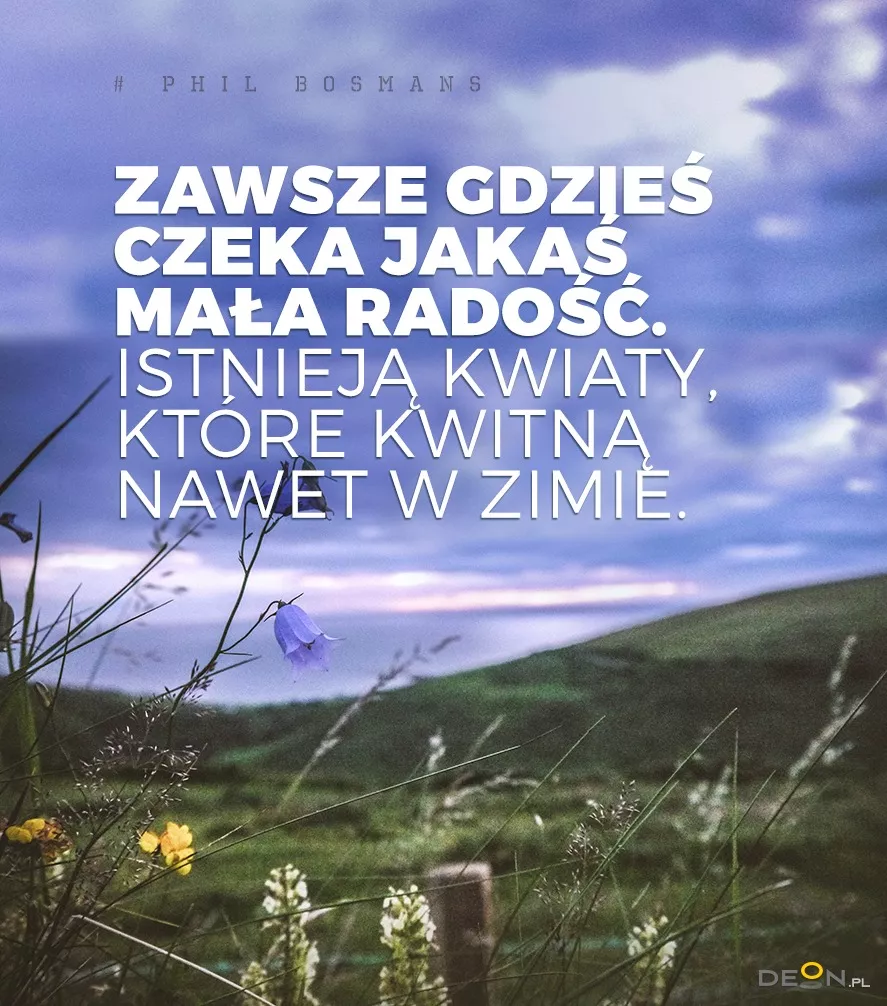 # PHIL BOSMANS
ZAWSZE GDZIEŚ
CZEKA JAKAŚ
MAŁA RADOŚĆ.
ISTNIEJĄ KWIATY,
KTÓRE KWITNĄ
NAWET W ZIMIE.
DEON.PL